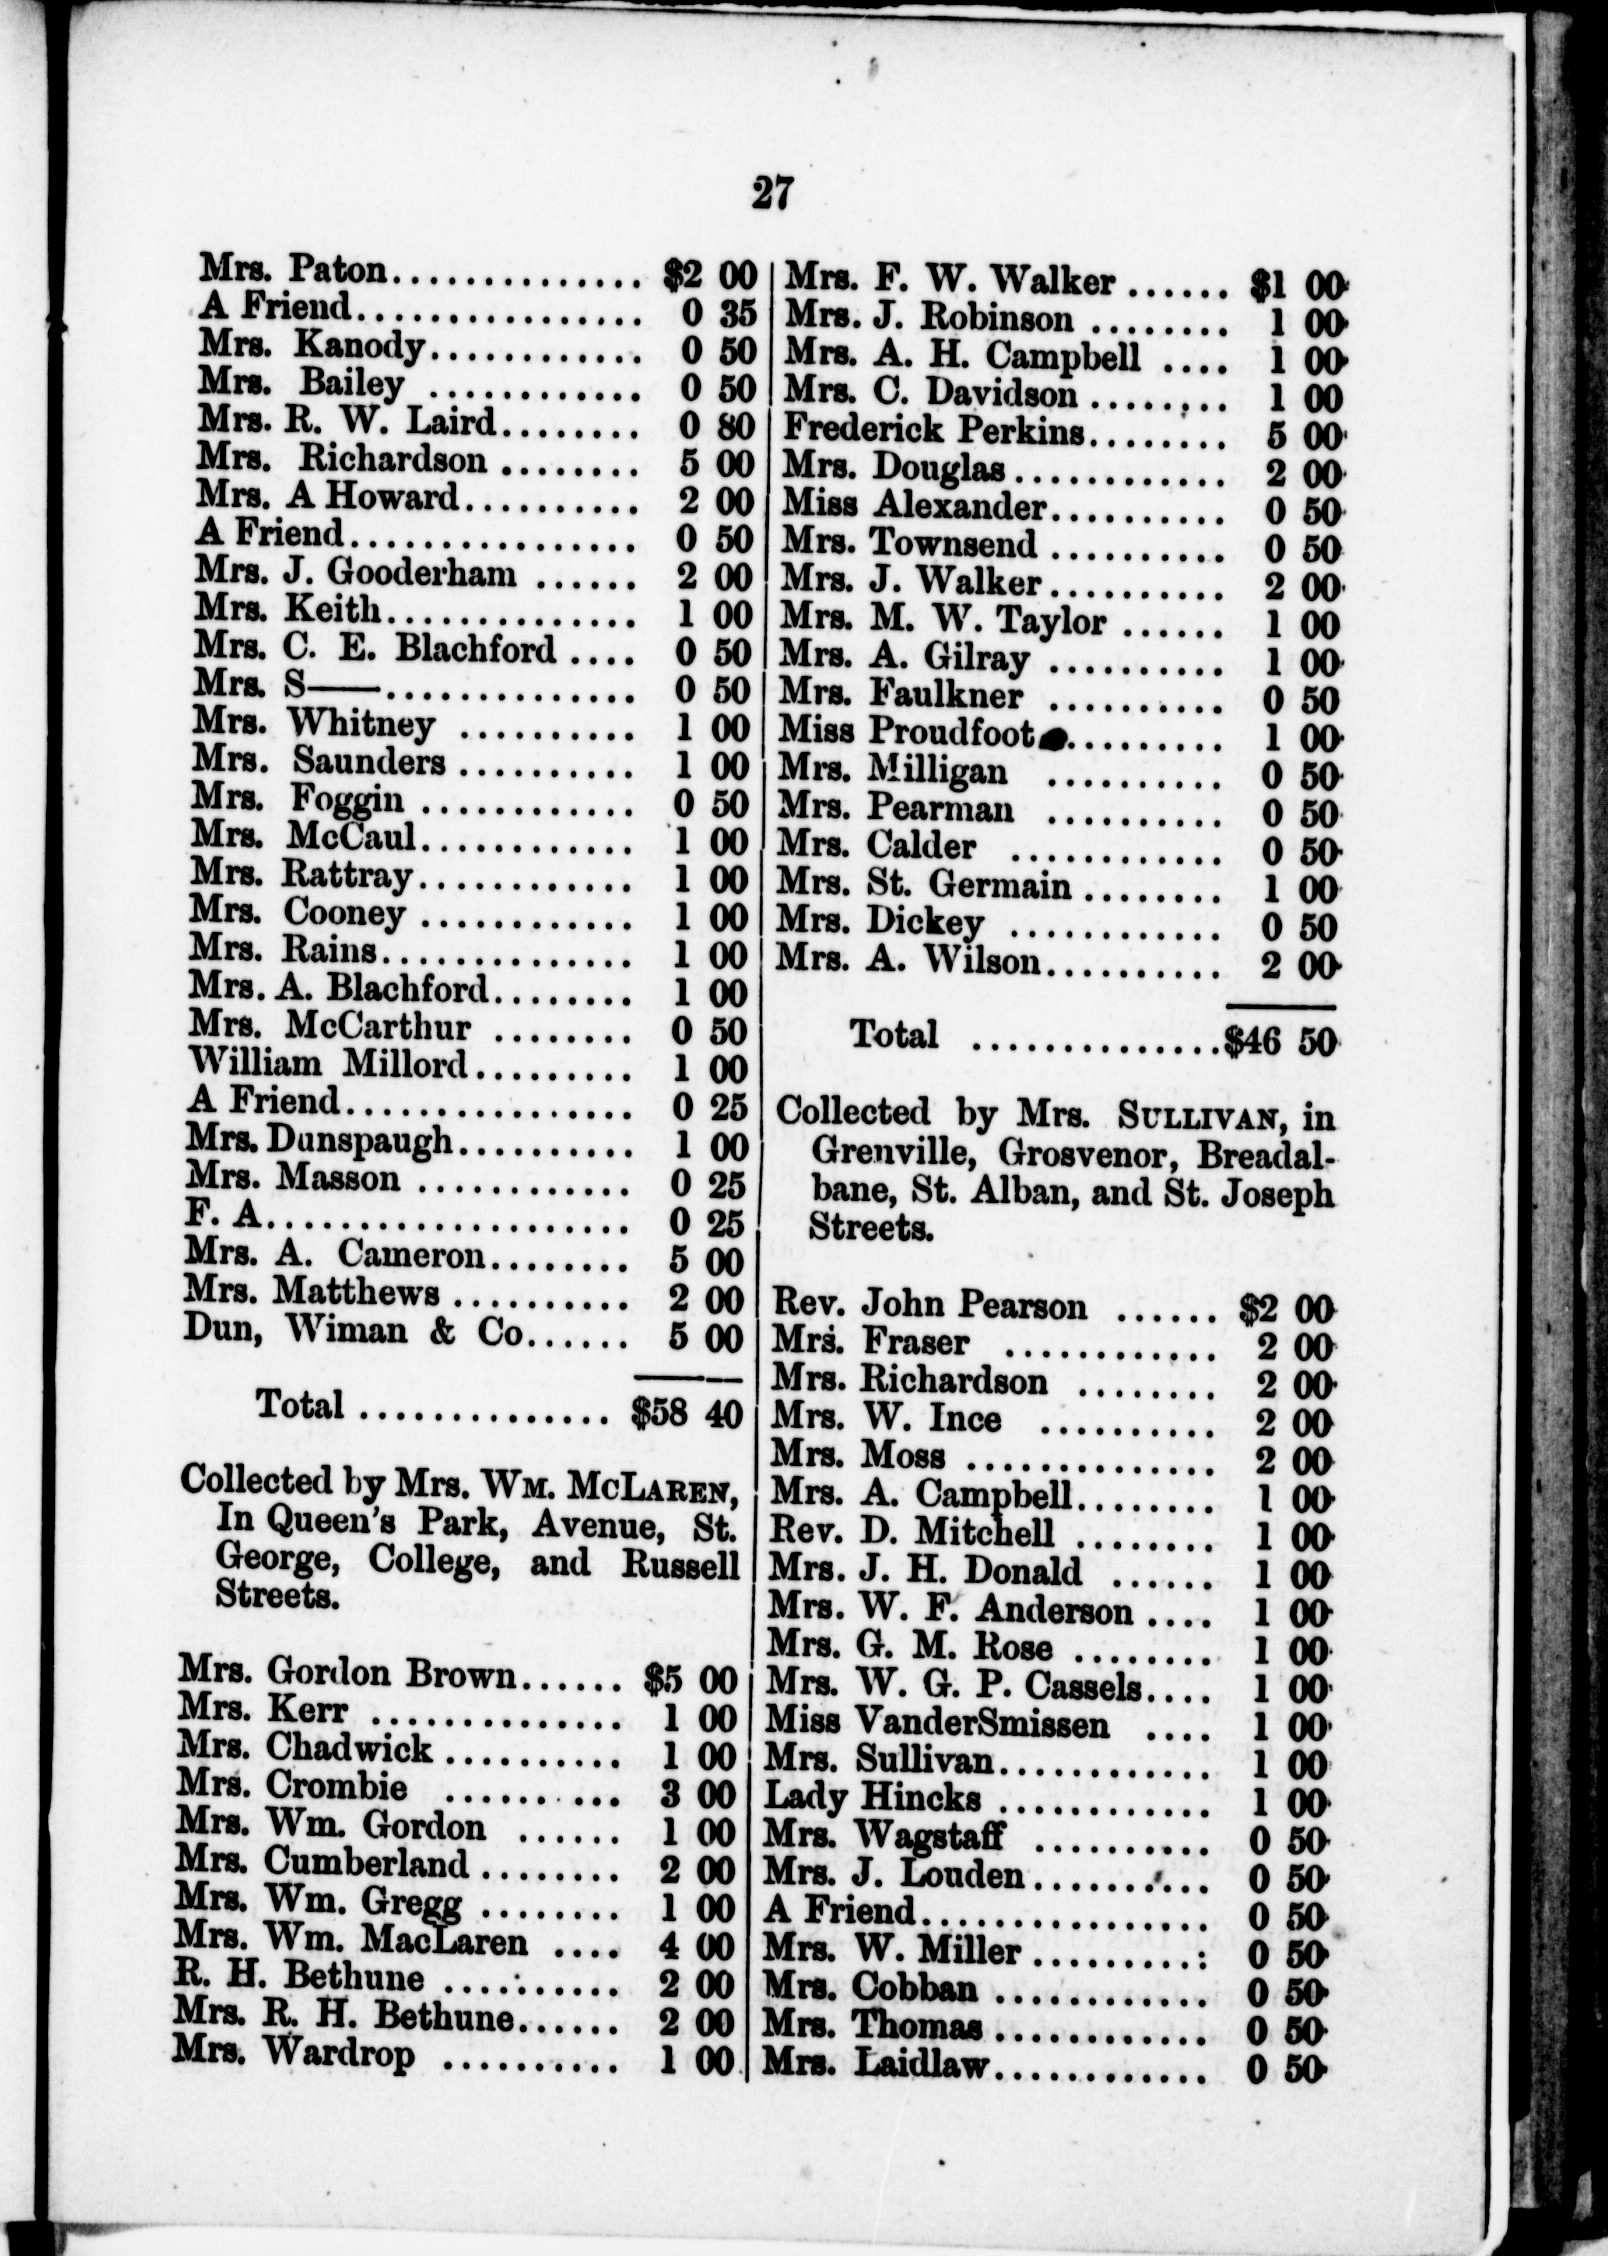 27
Mrs. Paton.............. $2 00
A Friend................ 0 35
Mrs. Kanody............ 0 50
Mrs. Bailey ............ 0 50
Mrs. R. W. Laird........ 0 80
Mrs. Richardson ........ 5 00
Mrs. A Howard.......... 2 00
A Friend................ 0 50
Mrs. J. Gooderham ...... 2 00
Mrs. Keith.............. 1 00
Mrs. C. E. Blachford .... 0 50
Mrs. S——.............. 0 50
Mrs. Whitney .......... 1 00
Mrs. Saunders .......... 1 00
Mrs. Foggin ............ 0 50
Mrs. McCaul............ 1 00
Mrs. Rattray............ 1 00
Mrs. Cooney ............ 1 00
Mrs. Rains.............. 1 00
Mrs. A. Blachford........ 1 00
Mrs. McCarthur ........ 0 50
William Millord......... 1 00
A Friend................ 0 25
Mrs. Dunspaugh.......... 1 00
Mrs. Masson ............ 0 25
F. A.................... 0 25
Mrs. A. Cameron........ 5 00
Mrs. Matthews .......... 2 00
Dun, Wiman & Co...... 5 00
Total .............. $58 40
Collected by Mrs. WM. MCLAREN,
In Queen's Park, Avenue, St.
George, College, and Russell
Streets.
Mrs. Gordon Brown...... $5 00
Mrs. Kerr .............. 1 00
Mrs. Chadwick .......... 1 00
Mrs. Crombie .......... 3 00
Mrs. Wm. Gordon ...... 1 00
Mrs. Cumberland ........ 2 00
Mrs. Wm. Gregg ........ 1 00
Mrs. Wm. MacLaren .... 4 00
R. H. Bethune .......... 2 00
Mrs. R. H. Bethune...... 2 00
Mrs. Wardrop .......... 1 00
Mrs. F. W. Walker ...... $1 00
Mrs. J. Robinson ........ 1 00
Mrs. A. H. Campbell .... 1 00
Mrs. C. Davidson ........ 1 00
Frederick Perkins........ 5 00
Mrs. Douglas............ 2 00
Miss Alexander.......... 0 50
Mrs. Townsend .......... 0 50
Mrs. J. Walker.......... 2 00
Mrs. M. W. Taylor ...... 1 00
Mrs. A. Gilray .......... 1 00
Mrs. Faulkner .......... 0 50
Miss Proudfoot.......... 1 00
Mrs. Milligan .......... 0 50
Mrs. Pearman .......... 0 50
Mrs. Calder ............ 0 50
Mrs. St. Germain ........ 1 00
Mrs. Dickey ............ 0 50
Mrs. A. Wilson.......... 2 00
Total ..............$46 50
Collected by Mrs. SULLIVAN, in
Grenville, Grosvenor, Breadal-
bane, St. Alban, and St. Joseph
Streets.
Rev. John Pearson ...... $2 00
Mrs. Fraser ............ 2 00
Mrs. Richardson ........ 2 00
Mrs. W. Ince .......... 2 00
Mrs. Moss .............. 2 00
Mrs. A. Campbell........ 1 00
Rev. D. Mitchell ........ 1 00
Mrs. J. H. Donald ...... 1 00
Mrs. W. F. Anderson .... 1 00
Mrs. G. M. Rose ........ 1 00
Mrs. W. G. P. Cassels.... 1 00
Miss VanderSmissen .... 1 00
Mrs. Sullivan............ 1 00
Lady Hincks ............ 1 00
Mrs. Wagstaff .......... 0 50
Mrs. J. Louden.......... 0 50
A Friend................ 0 50
Mrs. W. Miller .........: 0 50
Mrs. Cobban ............ 0 50
Mrs. Thomas ............ 0 50
Mrs. Laidlaw............ 0 50